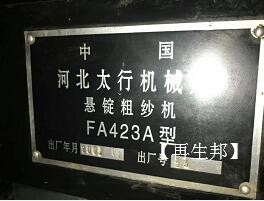 中 国
河北太行机械
悬锭粗纱机
FA423A型
出厂年月 出厂号
【再生邦】